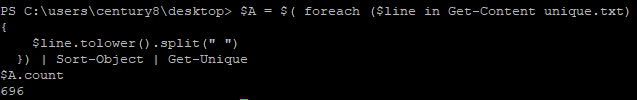 PS C:\users\century8\desktop> $A = $( foreach ($line in Get-Content unique.txt)
{
    $line.tolower().split(" ")
  }) | Sort-Object | Get-Unique
$A.count
696